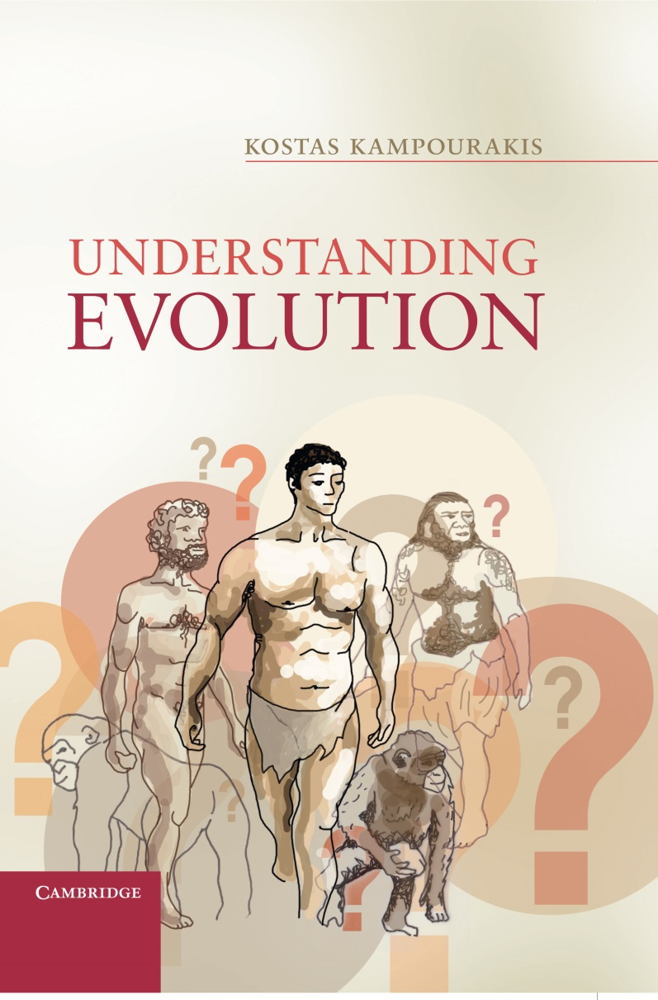 KOSTAS KAMPOURAKIS
UNDERSTANDING
EVOLUTION
? ?
?
?
?
?
?
?
CAMBRIDGE